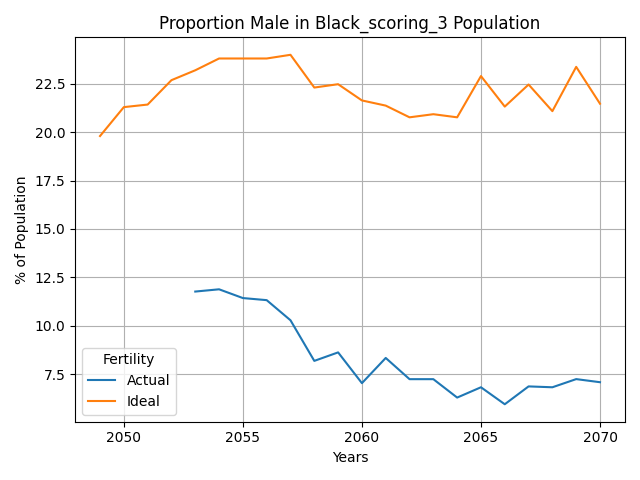 Proportion Male in Black_scoring_3 Population
% of Population
22.5
20.0
17.5
15.0
12.5
10.0
7.5
Fertility
Actual
Ideal
2050
2055
2060
2065
2070
Years